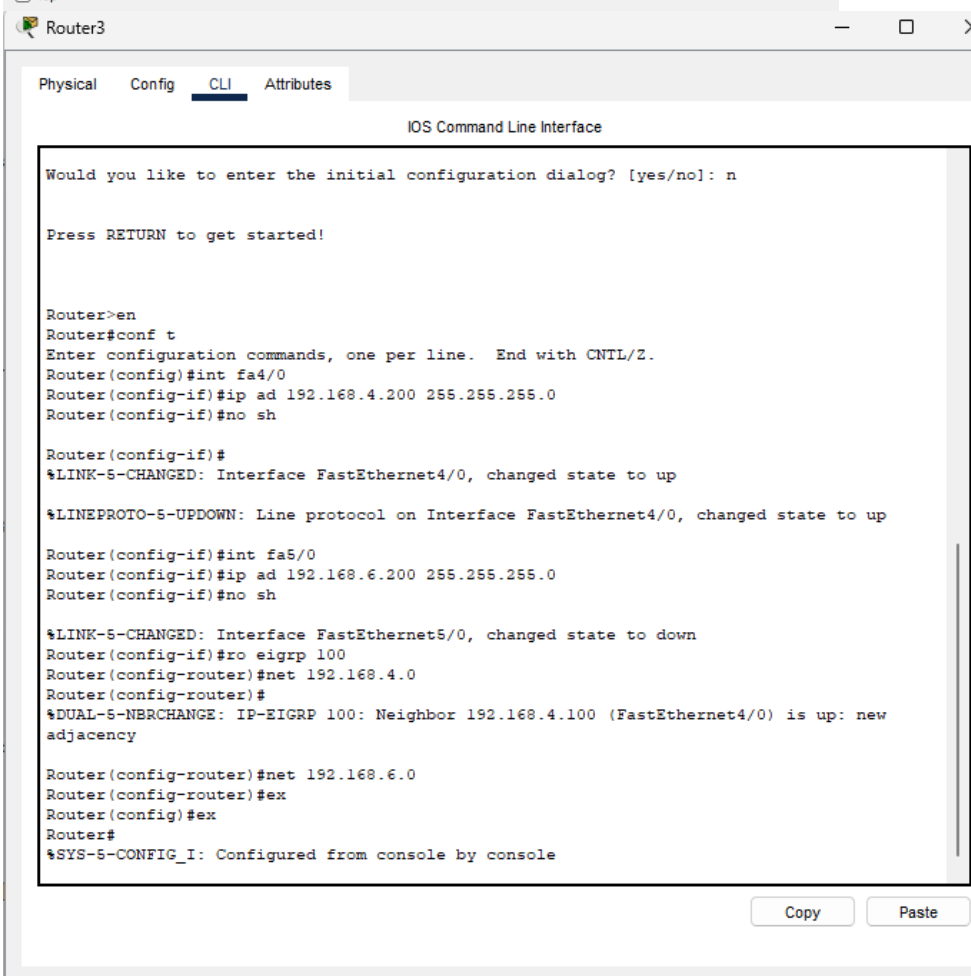 Router3
Physical Config CLI Attributes
IOS Command Line Interface
Would you like to enter the initial configuration dialog? [yes/no]: n
Press RETURN to get started!
Router>en
Router#conf t
Enter configuration commands, one per line.  End with CNTL/Z.
Router(config)#int fa4/0
Router(config-if)#ip ad 192.168.4.200 255.255.255.0
Router(config-if)#no sh
Router(config-if)#
%LINK-5-CHANGED: Interface FastEthernet4/0, changed state to up
%LINEPROTO-5-UPDOWN: Line protocol on Interface FastEthernet4/0, changed state to up
Router(config-if)#int fa5/0
Router(config-if)#ip ad 192.168.6.200 255.255.255.0
Router(config-if)#no sh
%LINK-5-CHANGED: Interface FastEthernet5/0, changed state to down
Router(config-if)#ro eigrp 100
Router(config-router)#net 192.168.4.0
Router(config-router)#
%DUAL-5-NBRCHANGE: IP-EIGRP 100: Neighbor 192.168.4.100 (FastEthernet4/0) is up: new
adjacency
Router(config-router)#net 192.168.6.0
Router(config-router)#ex
Router(config)#ex
Router#
%SYS-5-CONFIG_I: Configured from console by console
Copy Paste